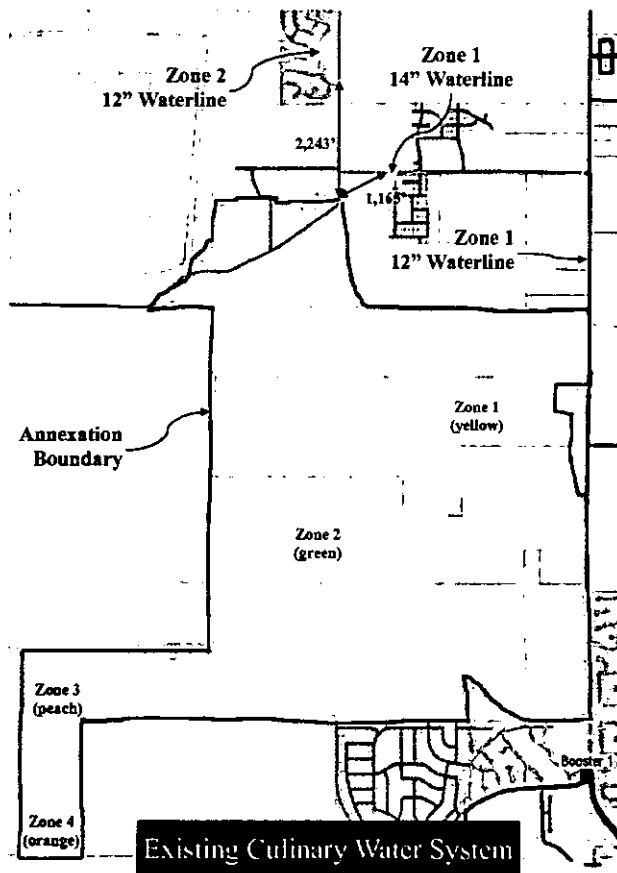 Zone 2
12” Waterline
Zone 1
14” Waterline
2,243'
1,165'
Zone 1
12” Waterline
Annexation
Boundary
Zone 1
(yellow)
Zone 2
(green)
Zone 3
(peach)
Booster 1
Zone 4
(orange)
Existing Culinary Water System